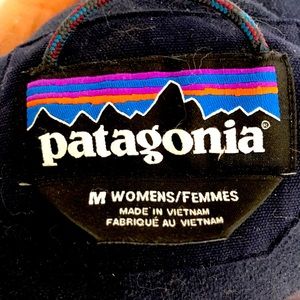 patagonia®
M WOMENS/FEMMES
MADE IN VIETNAM
FABRIQUÉ AU VIETNAM